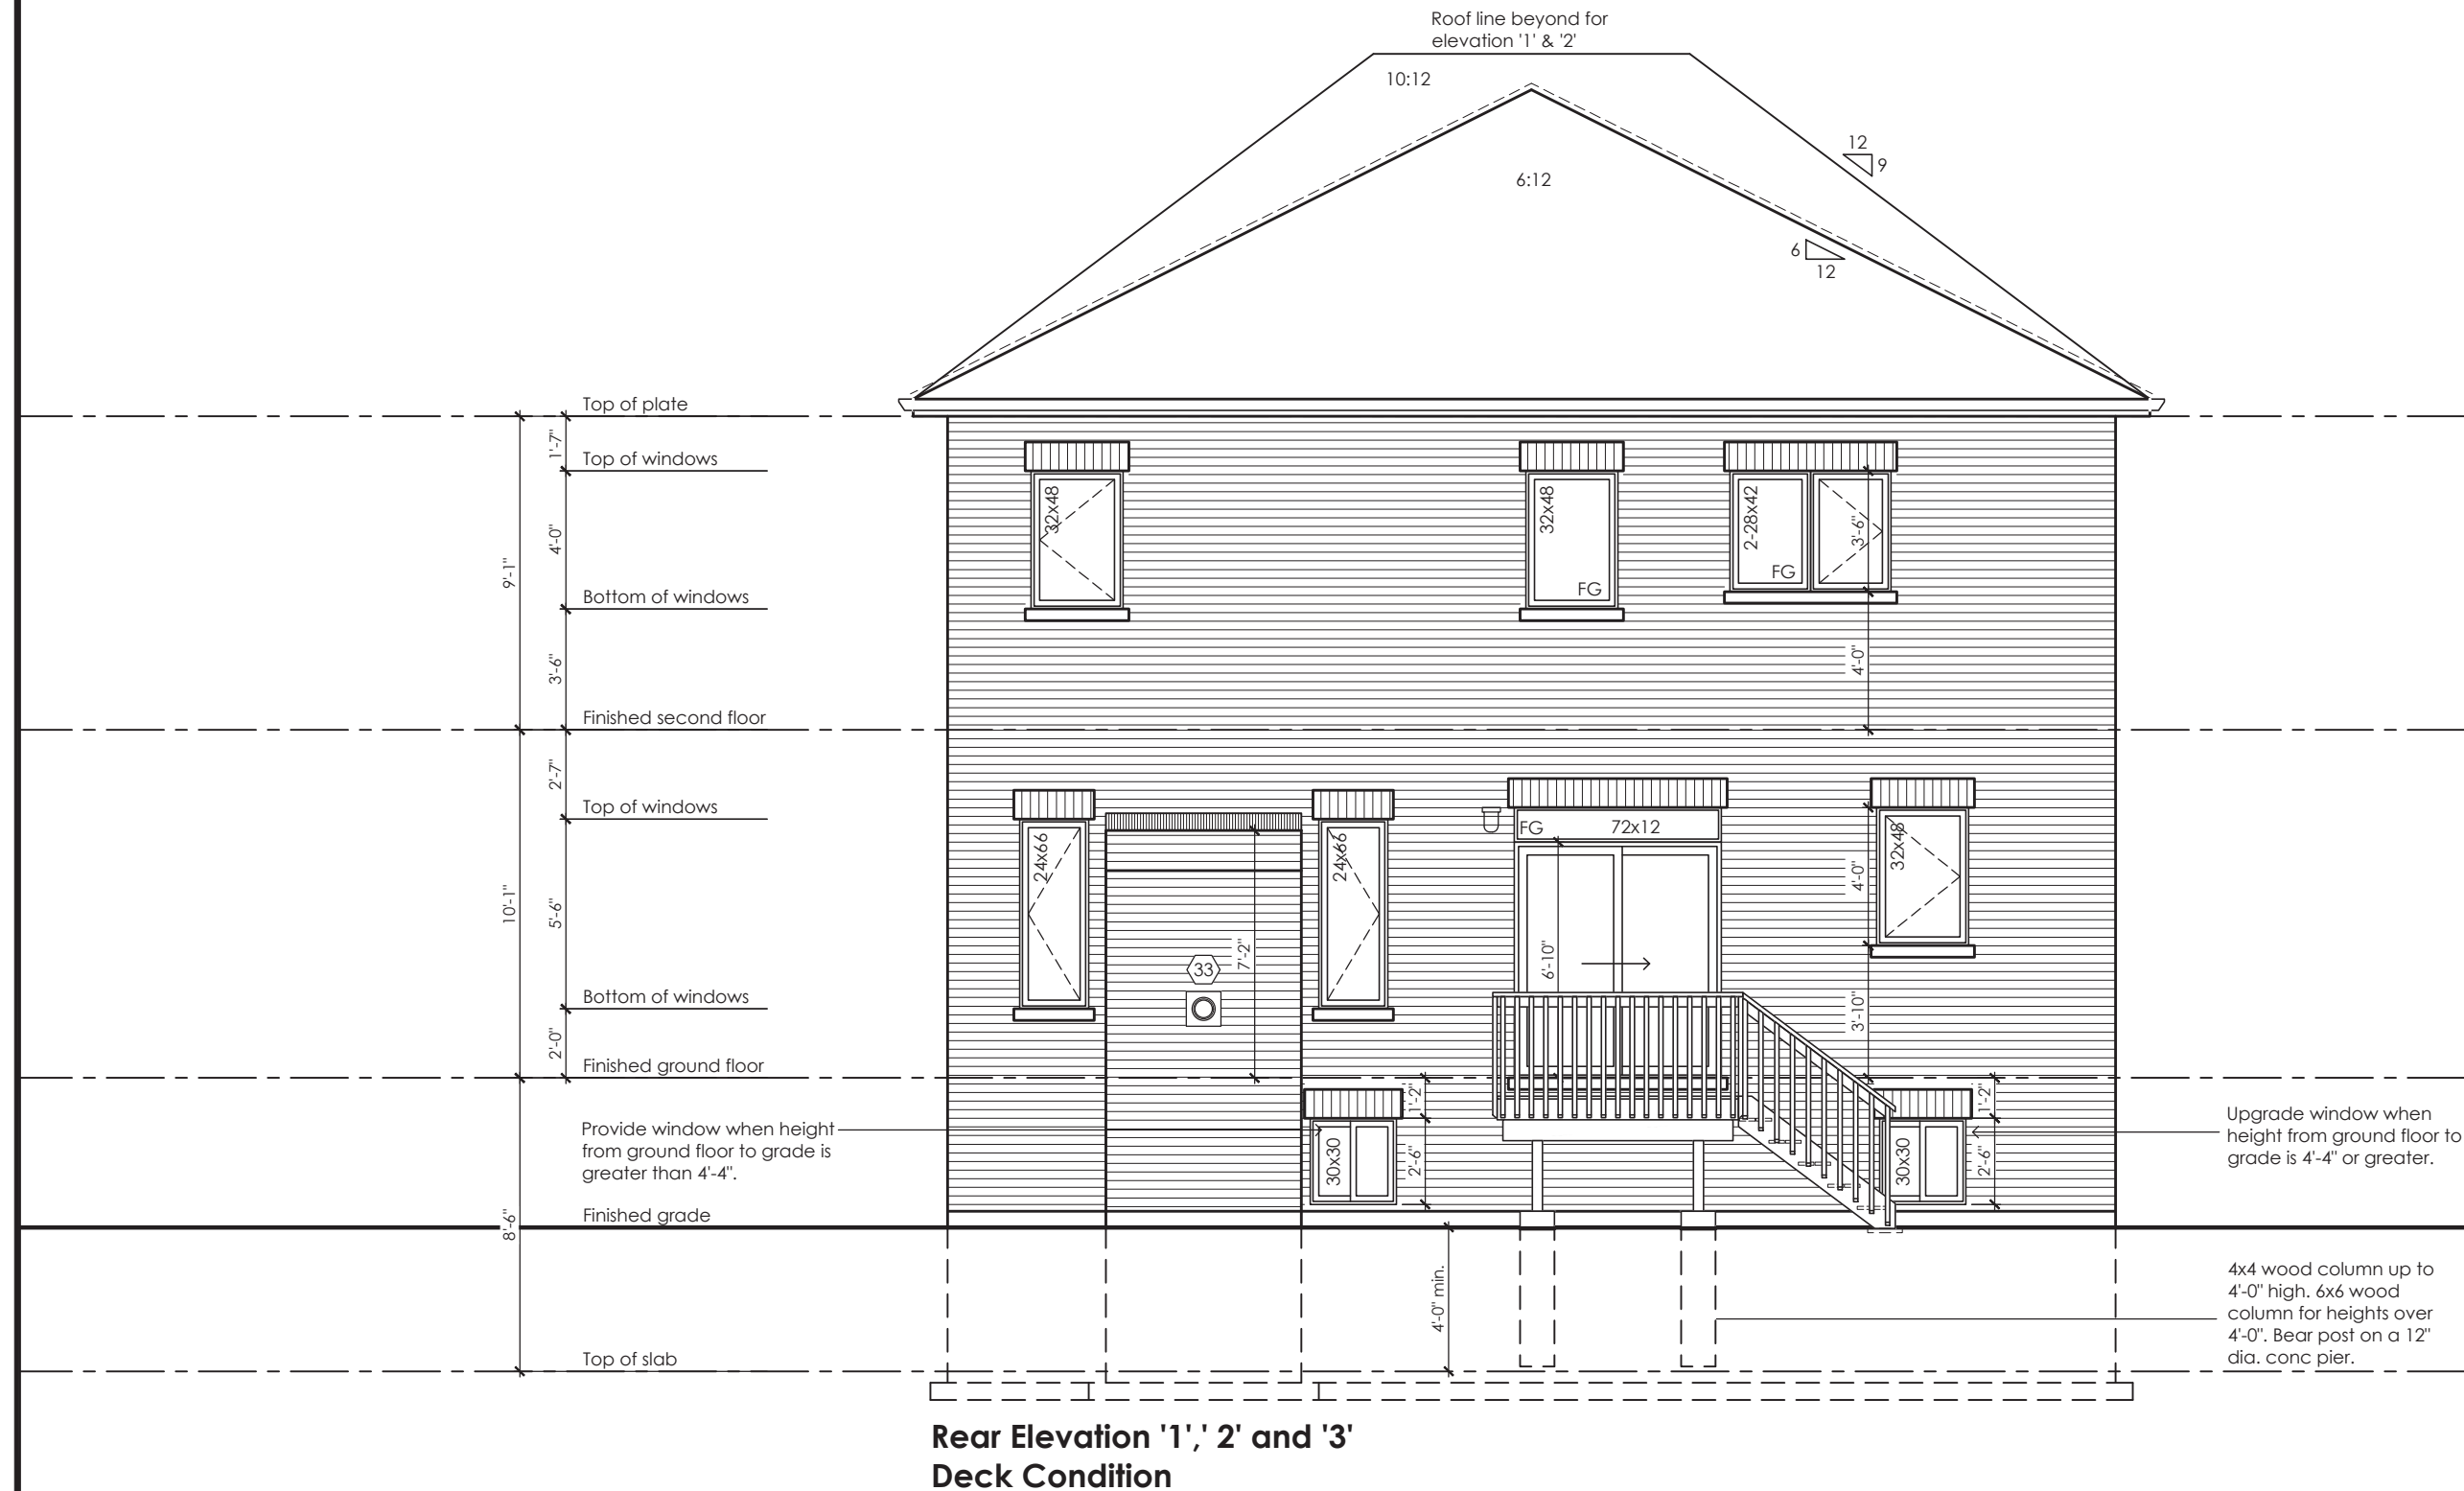 Roof line beyond for
elevation '1' & '2'
10:12
12
9
6:12
6
12
Top of plate
1'-7"
Top of windows
32x48
32x48
2-28x42
3'-6"
4'-0"
9'-1"
FG
FG
Bottom of windows
3'-6"
4'-0"
Finished second floor
2'-7"
Top of windows
FG
72x12
24x66
24x66
32x48
4'-0"
10'-1"
5'-6"
7'-2"
6'-10"
33
Bottom of windows
3'-10"
2'-0"
Finished ground floor
1'-2"
1'-2"
Provide window when height
from ground floor to grade is
greater than 4'-4".
30x30
2'-6"
30x30
2'-6"
Upgrade window when
height from ground floor to
grade is 4'-4" or greater.
Finished grade
8'-6"
4'-0" min.
4x4 wood column up to
4'-0" high. 6x6 wood
column for heights over
4'-0". Bear post on a 12"
dia. conc pier.
Top of slab
Rear Elevation '1',' 2' and '3'
Deck Condition